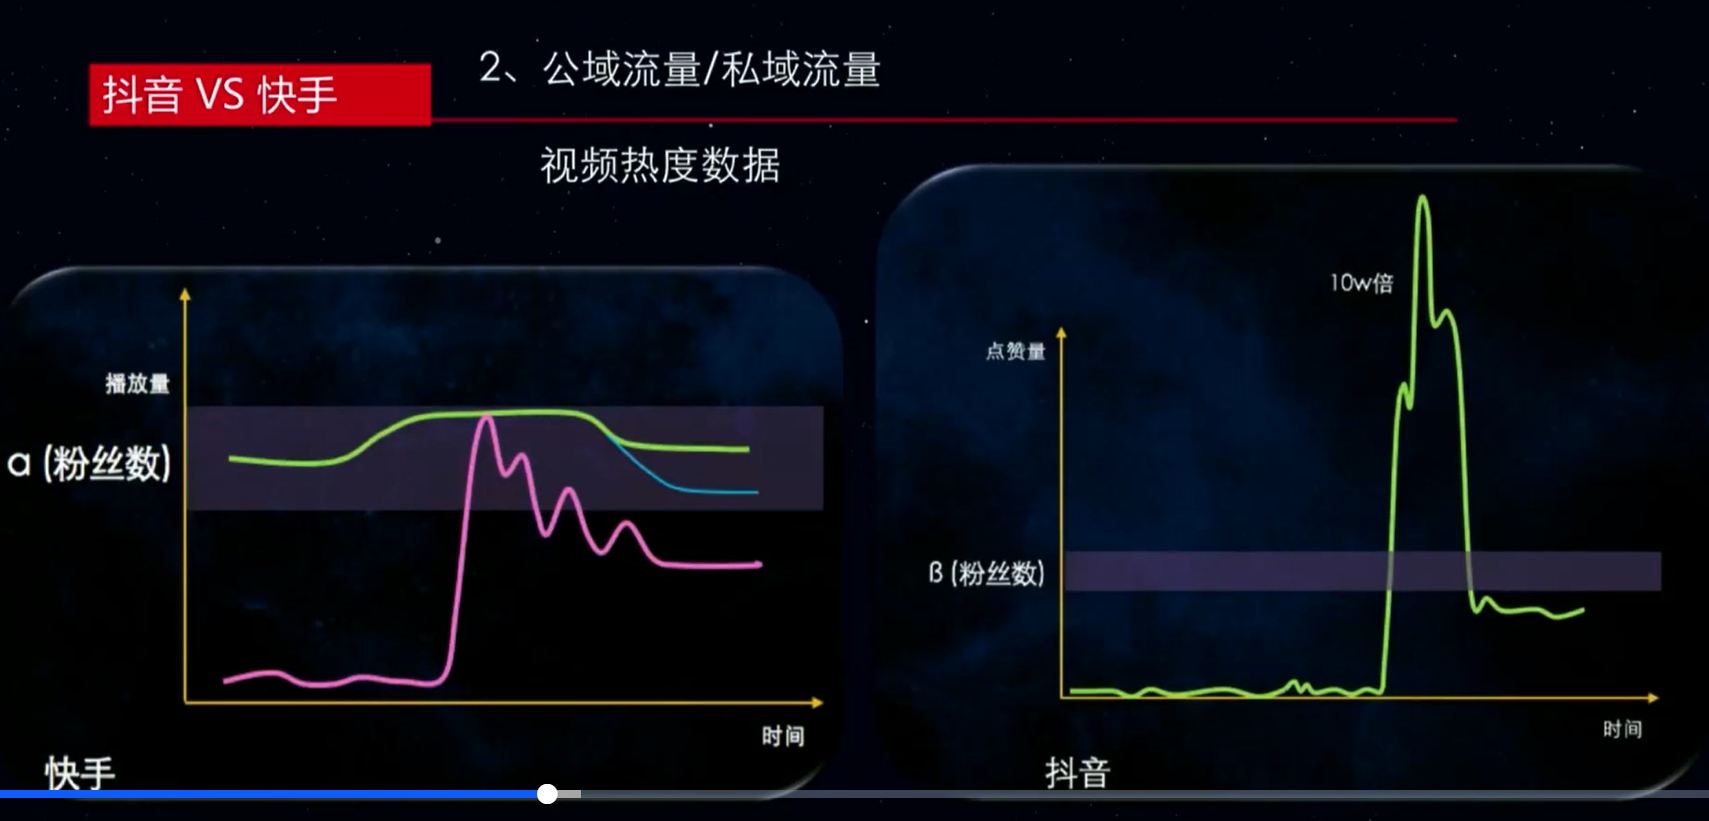 抖音 VS 快手
2、公域流量/私域流量
视频热度数据
播放量
α (粉丝数)
时间
快手
10w倍
点赞量
ß (粉丝数)
时间
抖音